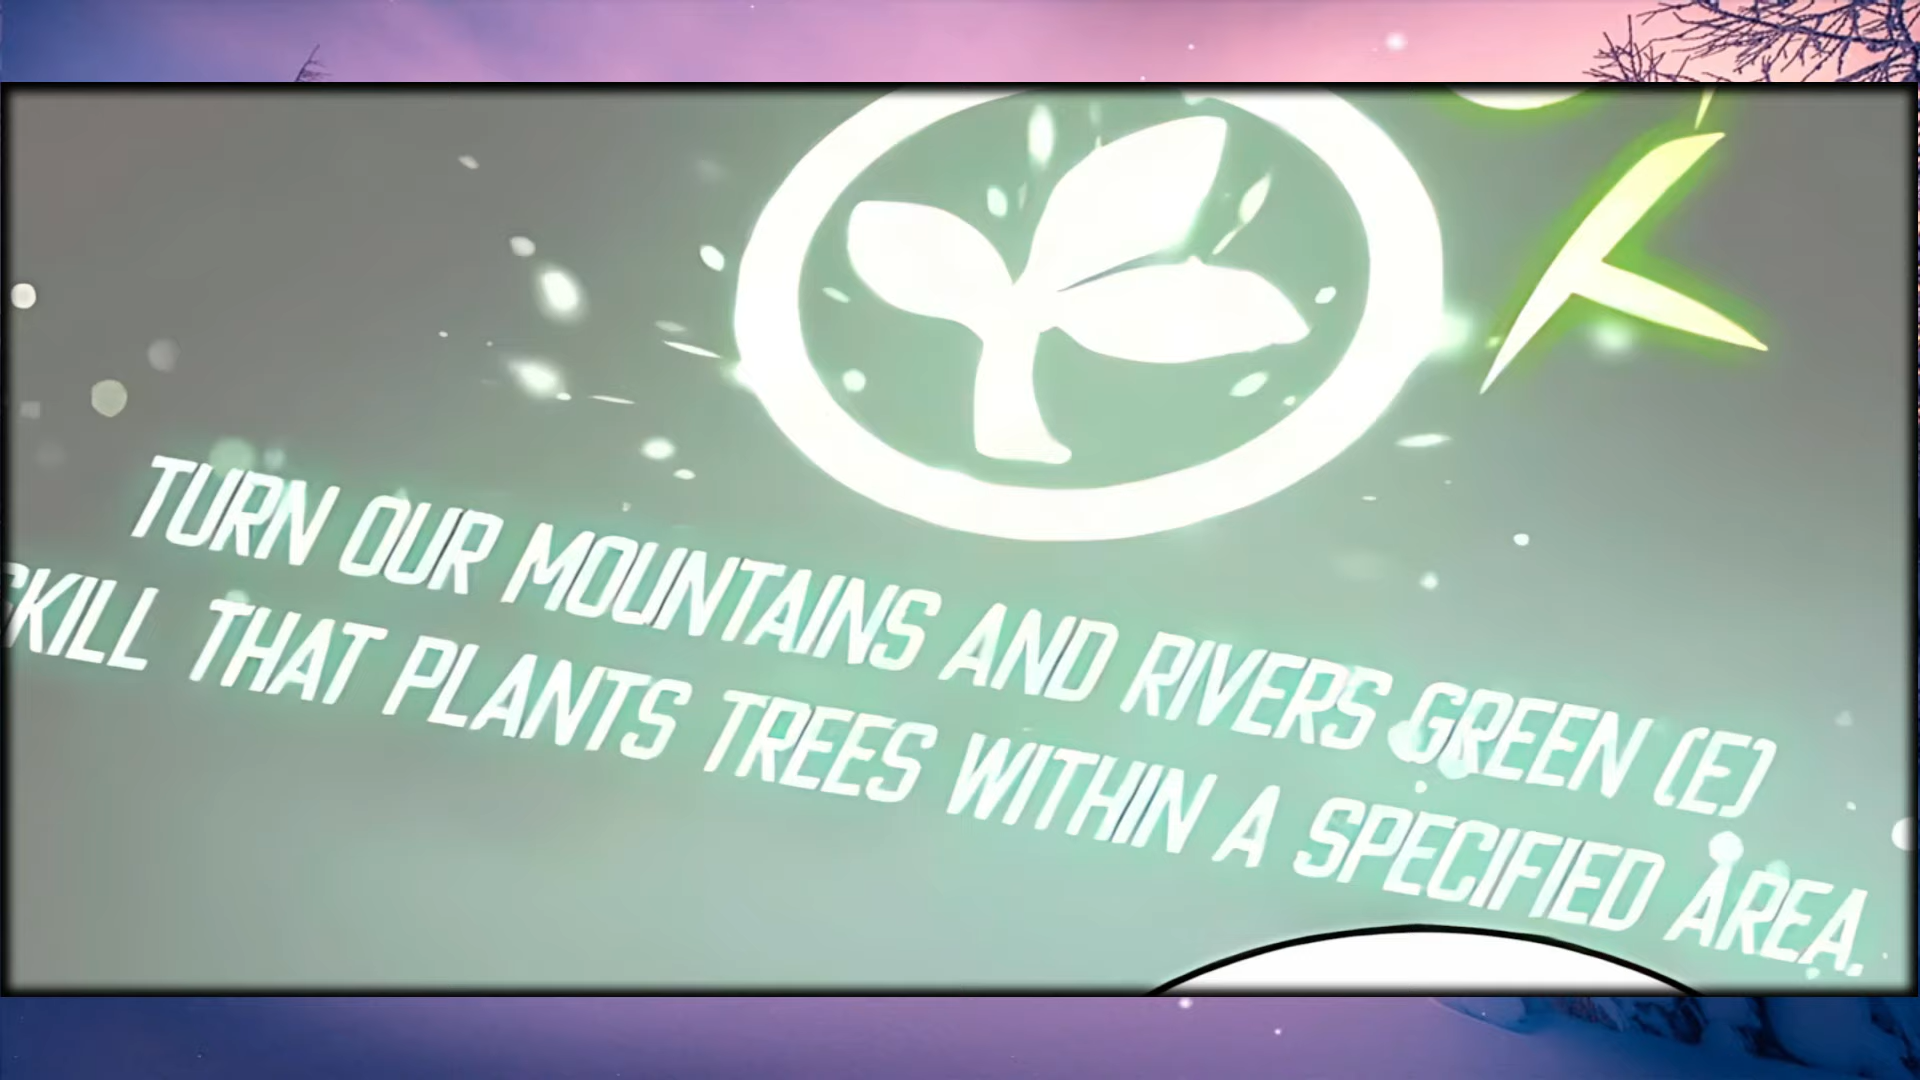 TURN OUR MOUNTAINS AND RIVERS GREEN (E)
SKILL THAT PLANTS TREES WITHIN A SPECIFIED AREA.